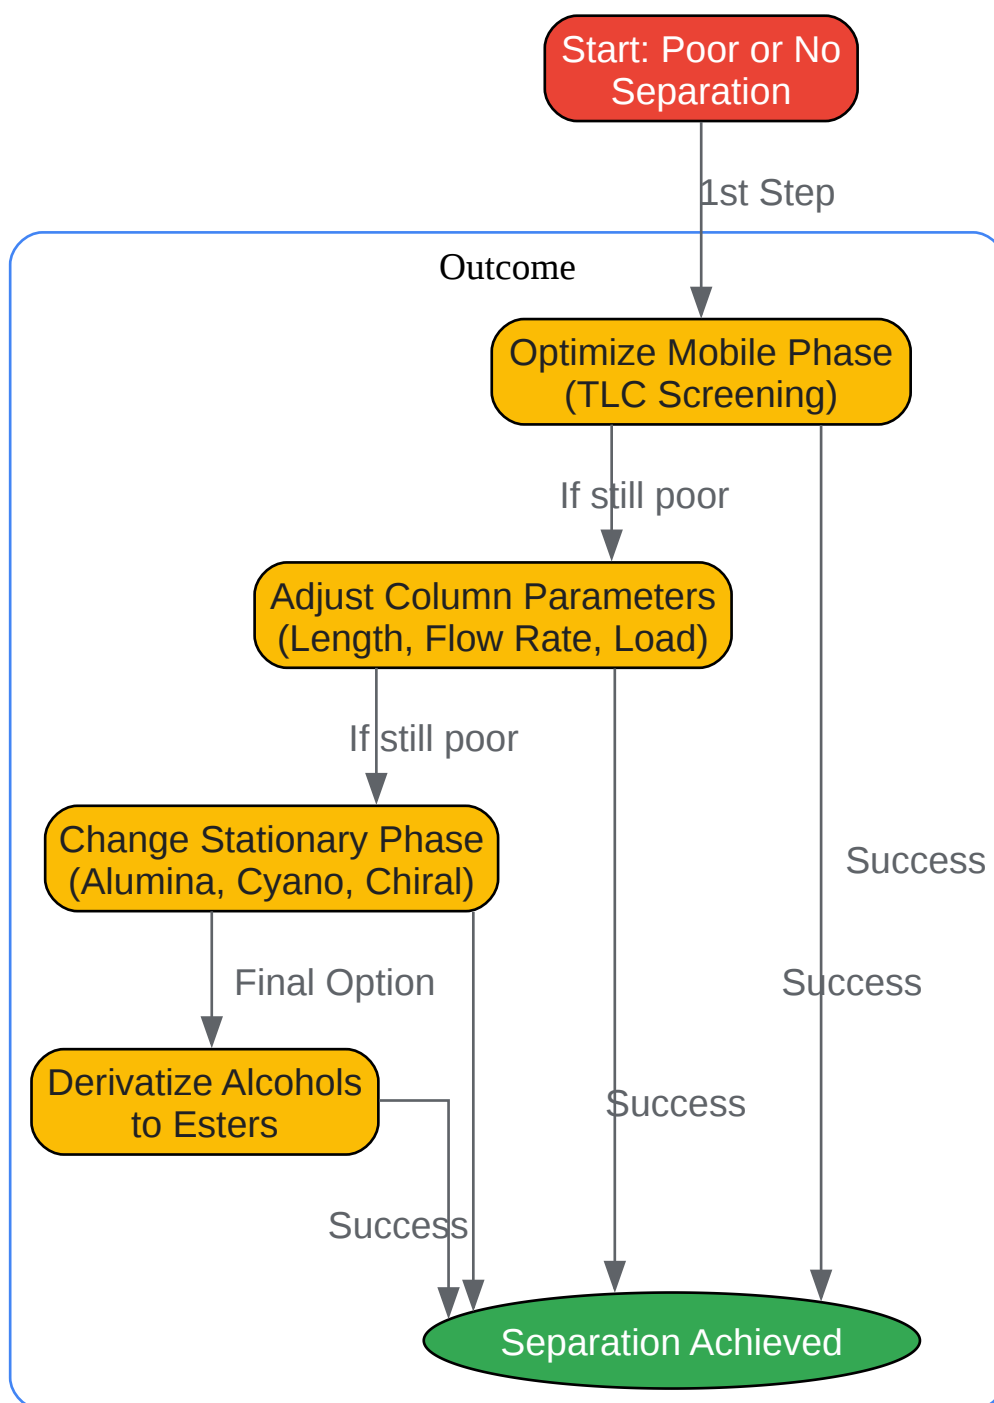 Start: Poor or No
Separation
1st Step
Outcome
Optimize Mobile Phase
(TLC Screening)
If still poor
Adjust Column Parameters
(Length, Flow Rate, Load)
If still poor
Change Stationary Phase
(Alumina, Cyano, Chiral)
Success
Final Option
Success
Derivatize Alcohols
to Esters
Success
Success
Separation Achieved